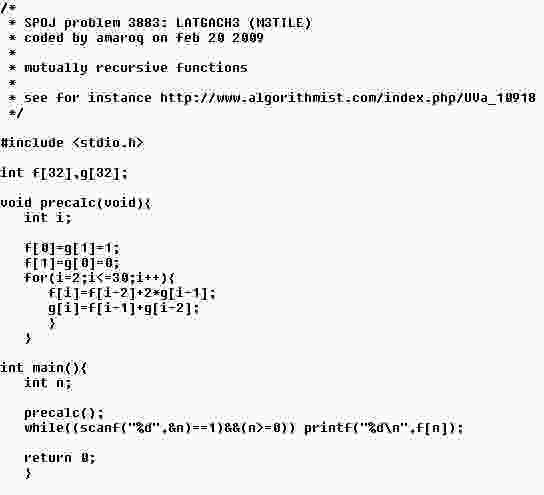 /*
 * SPOJ problem 3883: LATGACH3 (M3TILE)
 * coded by amaroq on feb 20 2009
 *
 * mutually recursive functions
 *
 * see for instance http://www.algorithmist.com/index.php/UVa_10918
 */

#include <stdio.h>

int f[32],g[32];

void precalc(void){
   int i;

   f[0]=g[1]=1;
   f[1]=g[0]=0;
   for(i=2;i<=30;i++){
      f[i]=f[i-2]+2*g[i-1];
      g[i]=f[i-1]+g[i-2];
      }
   }

int main(){
   int n;

   precalc();
   while((scanf("%d",&n)==1)&&(n>=0)) printf("%d\n",f[n]);

   return 0;
   }